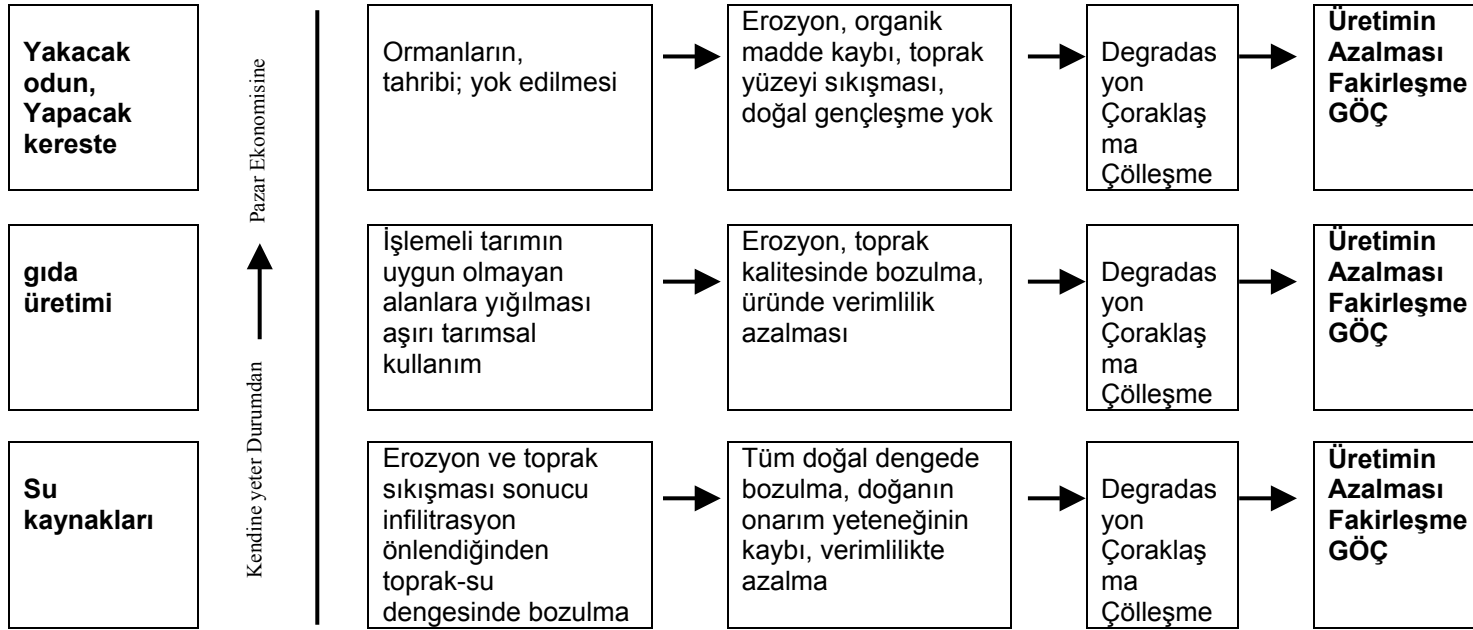 Yakacak
odun,
Yapacak
kereste
Pazar Ekonomisine
Kendine yeter Durumdan
Ormanların,
tahribi; yok edilmesi
Erozyon, organik
madde kaybı, toprak
yüzeyi sıkışması,
doğal gençleşme yok
Degradas
yon
Çoraklaş
ma
Çölleşme
Üretimin
Azalması
Fakirleşme
GÖÇ
gıda
üretimi
İşlemeli tarımın
uygun olmayan
alanlara yığılması
aşırı tarımsal
kullanım
Erozyon, toprak
kalitesinde bozulma,
üründe verimlilik
azalması
Degradas
yon
Çoraklaş
ma
Çölleşme
Üretimin
Azalması
Fakirleşme
GÖÇ
Su
kaynakları
Erozyon ve toprak
sıkışması sonucu
infilitrasyon
önlendiğinden
toprak-su
dengesinde bozulma
Tüm doğal dengede
bozulma, doğanın
onarım yeteneğinin
kaybı, verimlilikte
azalma
Degradas
yon
Çoraklaş
ma
Çölleşme
Üretimin
Azalması
Fakirleşme
GÖÇ